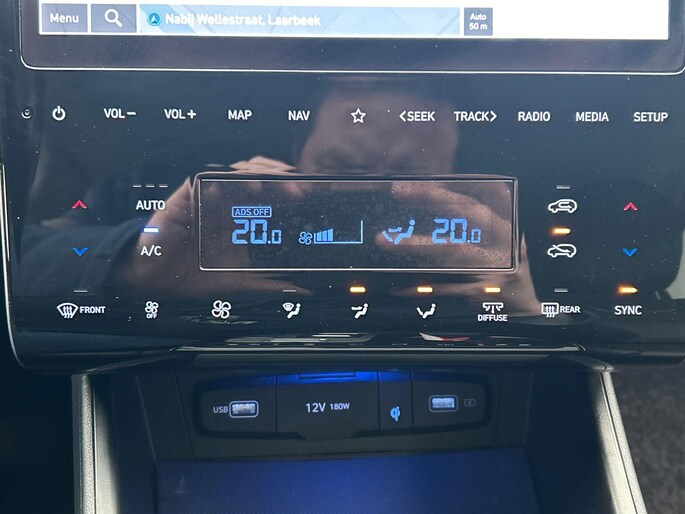 Menu
Nabij Wellestraat, Laarbeek
Auto
50 m
VOL−
VOL+
MAP
NAV
<SEEK
TRACK>
RADIO
MEDIA
SETUP
AUTO
A/C
ADS OFF
20.0
20.0
FRONT
OFF
DIFFUSE
REAR
SYNC
USB
12V 180W